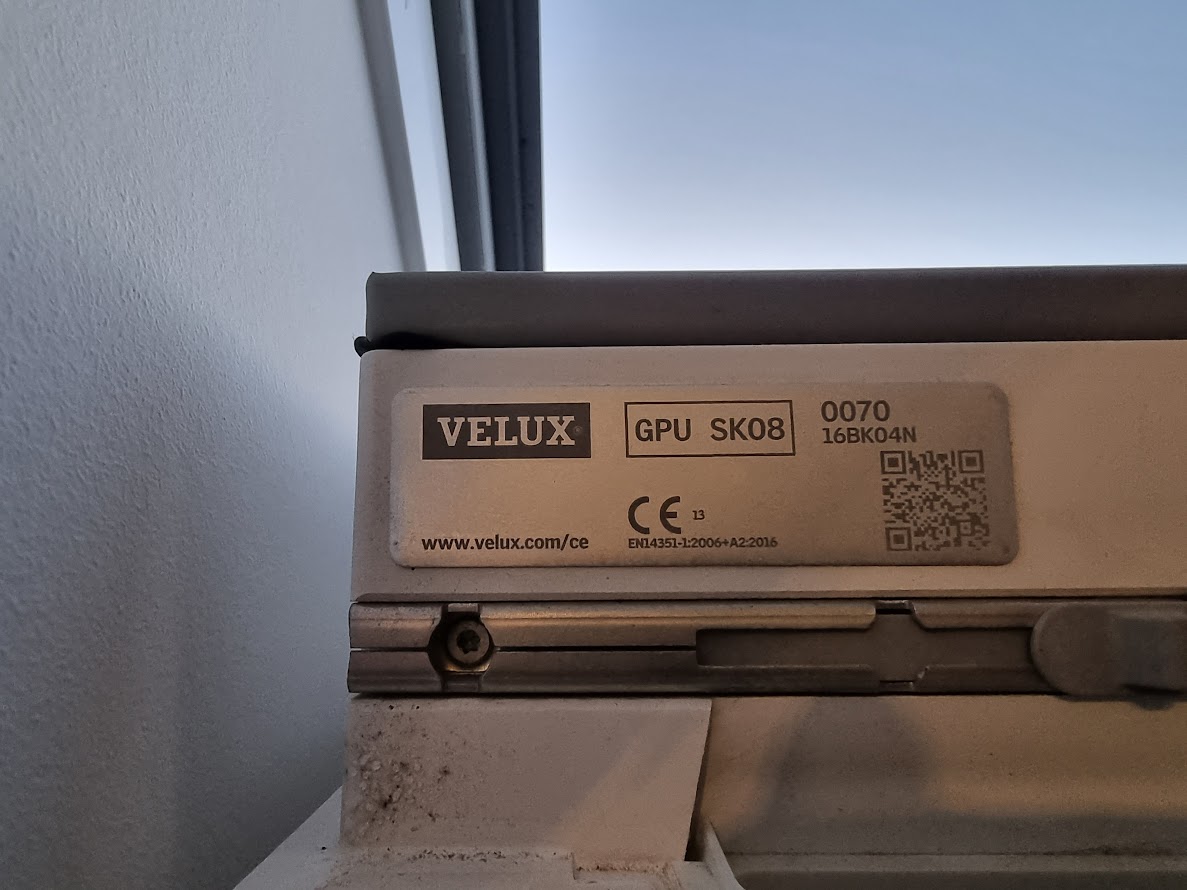 VELUX
GPU SK08
0070
16BK04N
CE 13
www.velux.com/ce
EN14351-1:2006+A2:2016